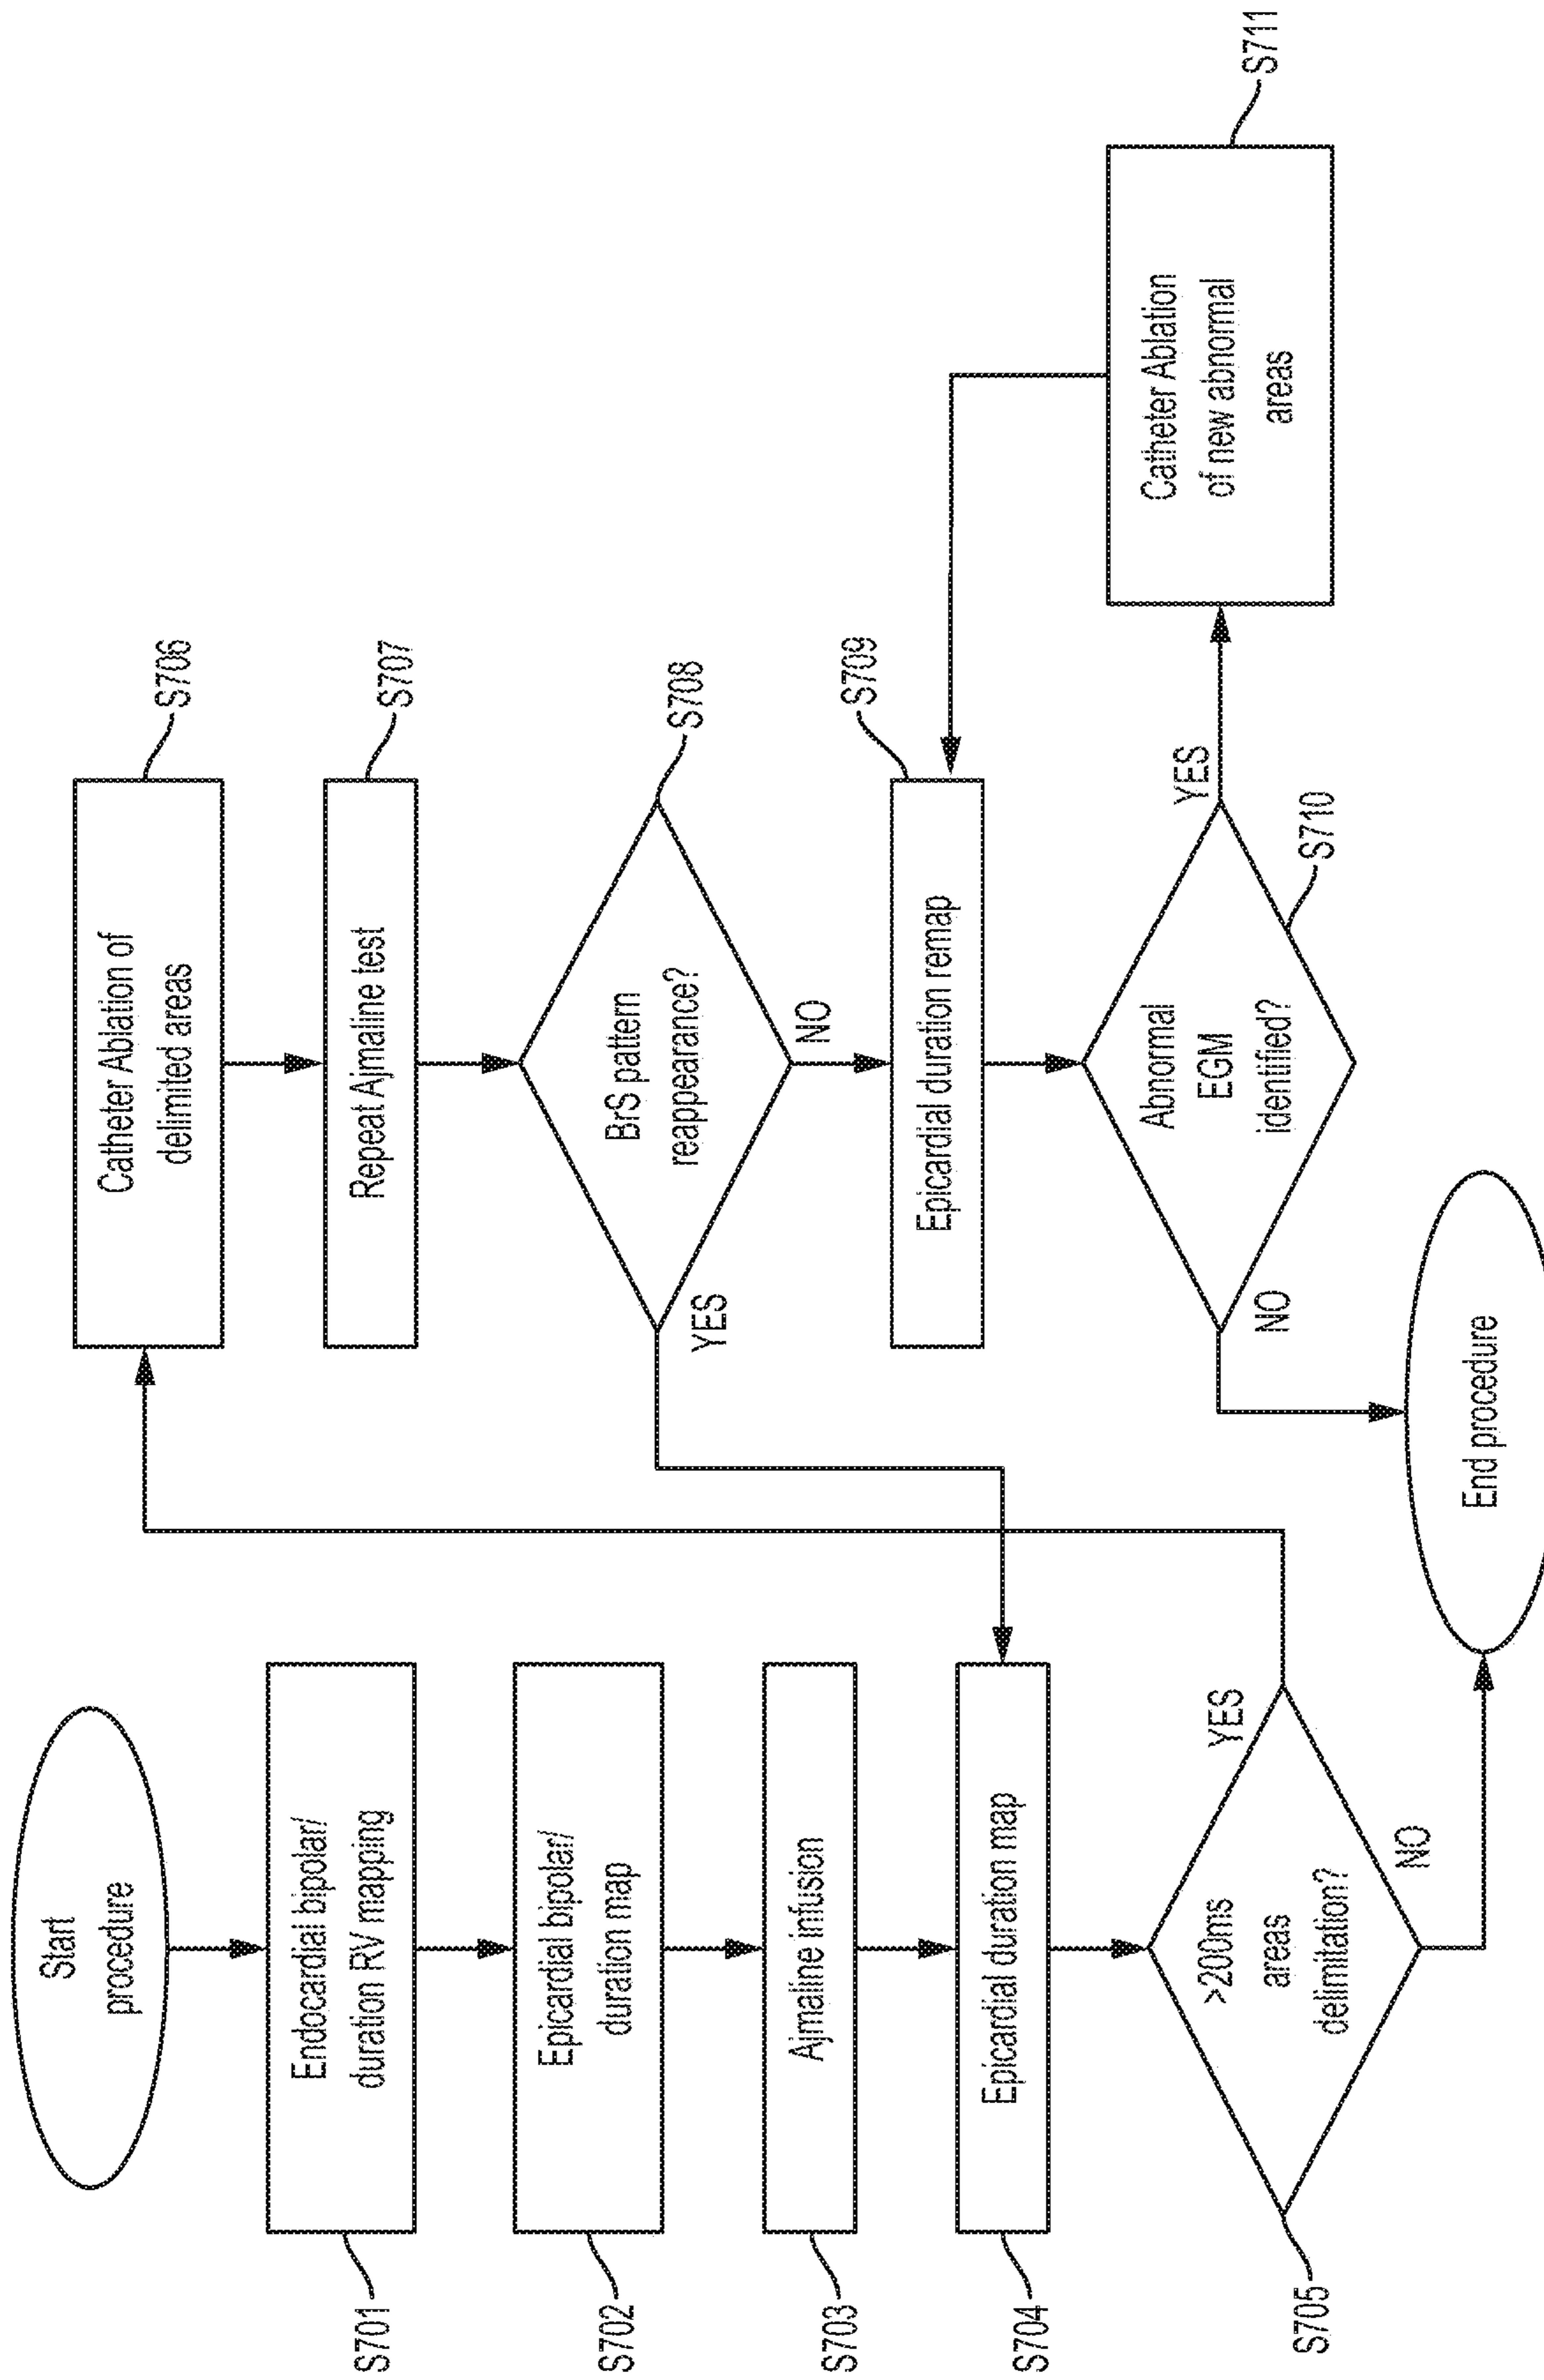 Start
procedure
Endocardial bipolar/
duration RV mapping
S701
Epicardial bipolar/
duration map
S702
Ajmaline infusion
S703
Epicardial duration map
S704
>200ms
areas
delimitation?
YES
NO
S705
Catheter Ablation of
delimited areas
S706
Repeat Ajmaline test
S707
BrS pattern
reappearance?
YES
NO
S708
Epicardial duration remap
S709
Abnormal
EGM
identified?
NO
YES
S710
Catheter Ablation
of new abnormal
areas
S711
End procedure